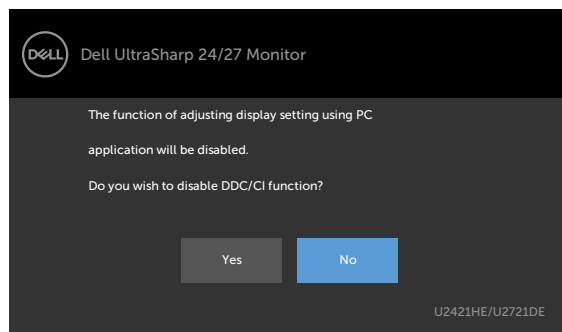 DELL
Dell UltraSharp 24/27 Monitor
The function of adjusting display setting using PC
application will be disabled.
Do you wish to disable DDC/CI function?
Yes No
U2421HE/U2721DE